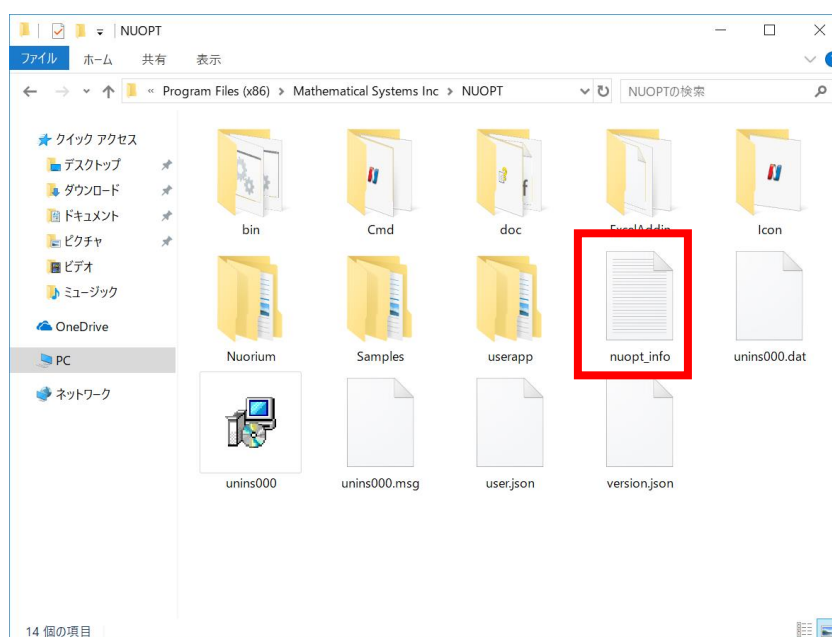 NUOPT
ファイル ホーム 共有 表示
« Program Files (x86) > Mathematical Systems Inc > NUOPT
NUOPTの検索
クイック アクセス
デスクトップ
ダウンロード
ドキュメント
ピクチャ
ビデオ
ミュージック
OneDrive
PC
ネットワーク
bin Cmd doc ExcelAddin Icon
Nuorium Samples userapp nuopt_info unins000.dat
unins000 unins000.msg user.json version.json
14 個の項目